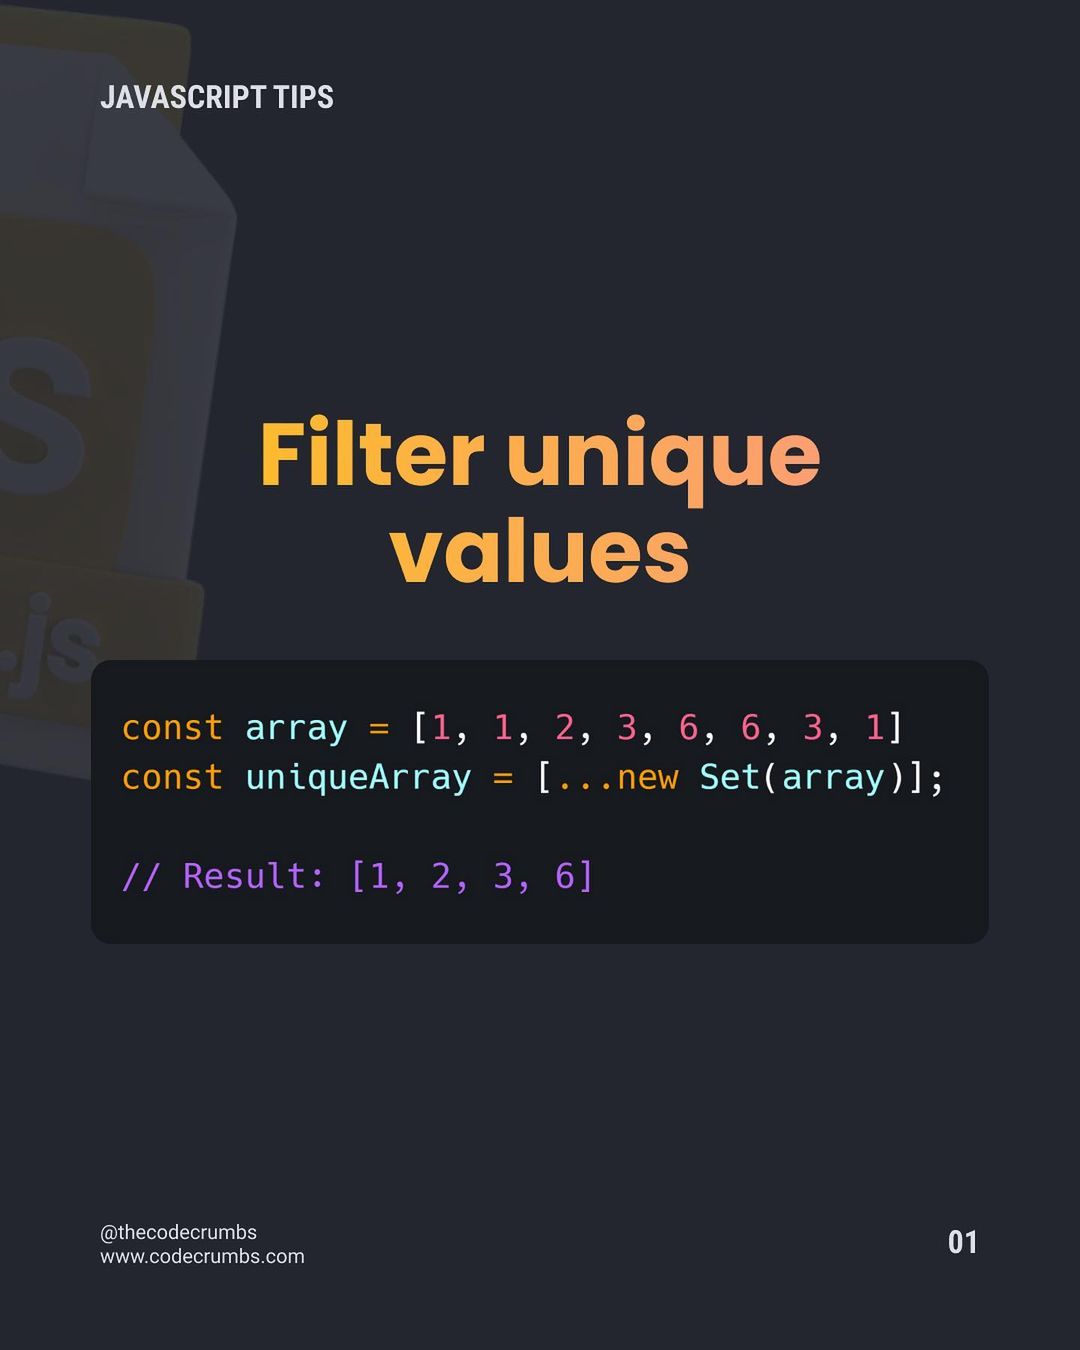 JAVASCRIPT TIPS
S
.js
Filter unique
values
const array = [1, 1, 2, 3, 6, 6, 3, 1]
const uniqueArray = [...new Set(array)];
// Result: [1, 2, 3, 6]
@thecodecrumbs
www.codecrumbs.com
01